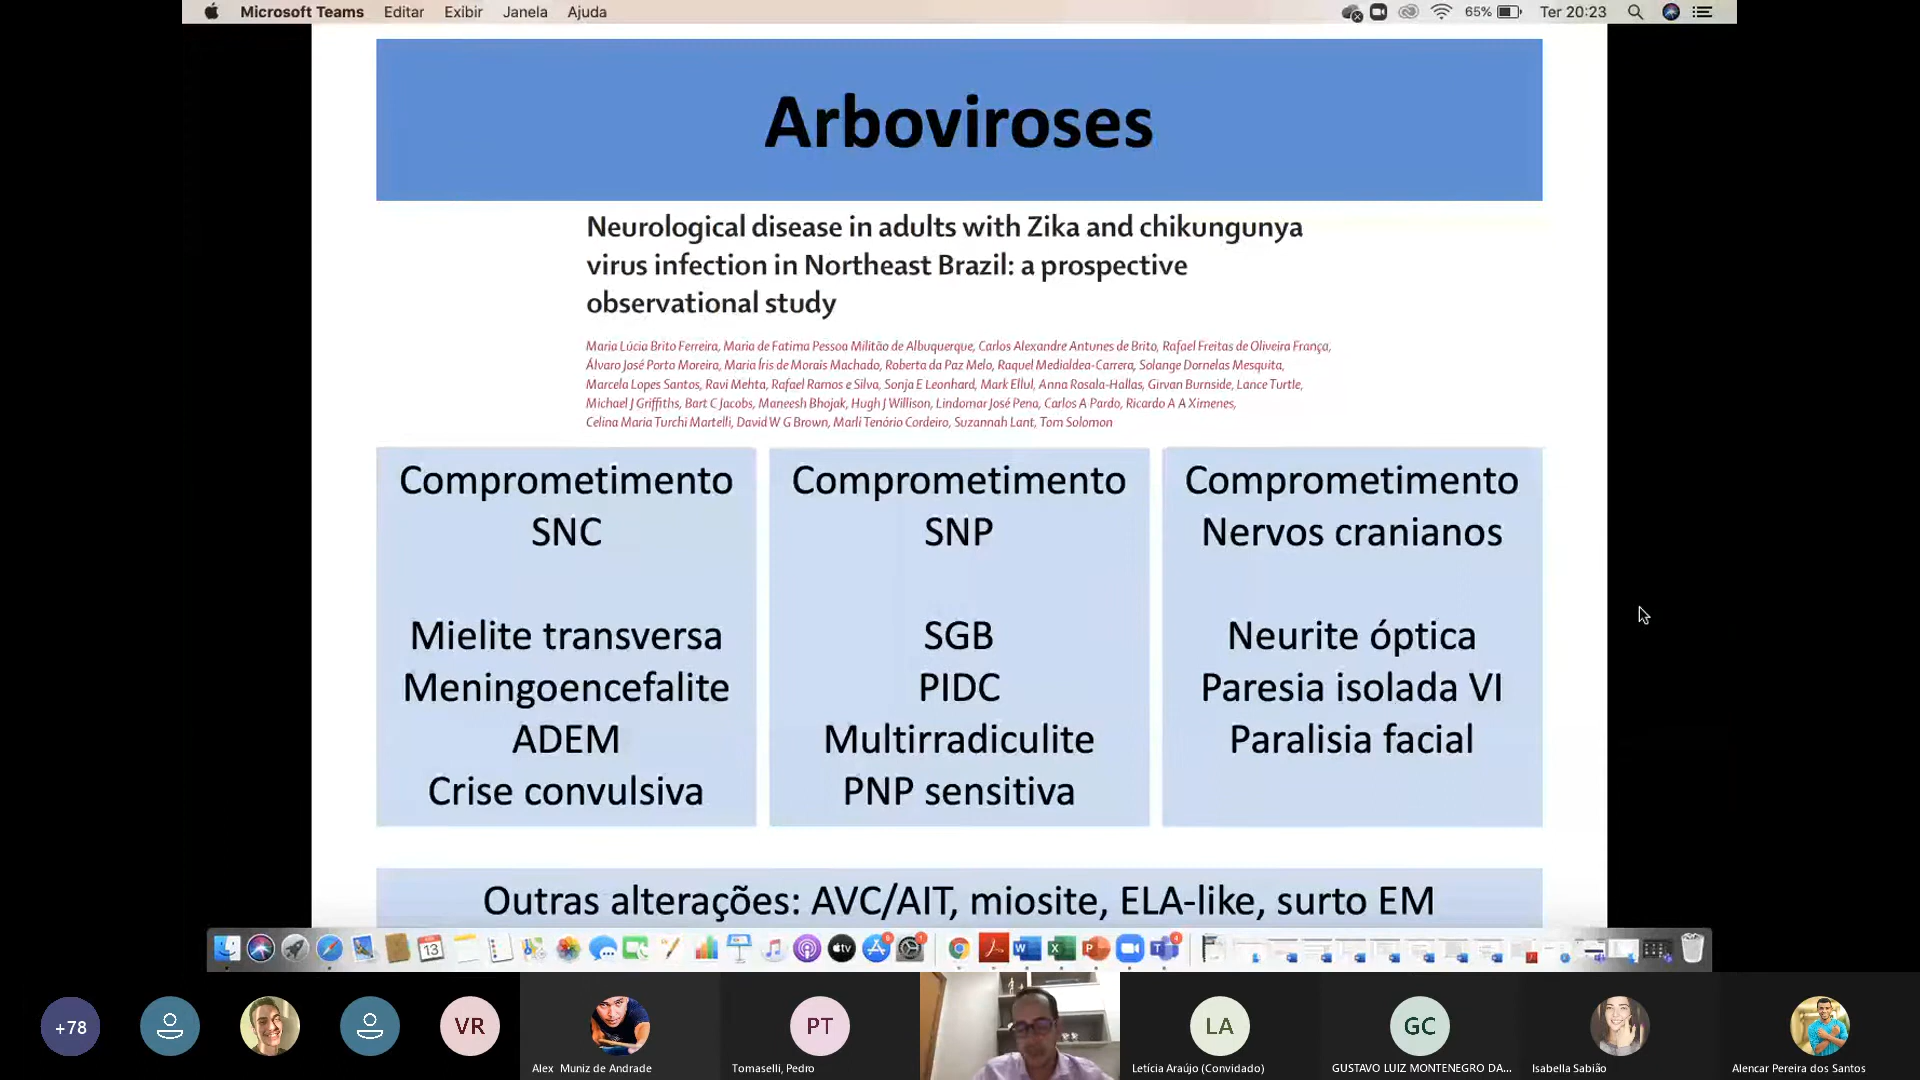 Microsoft Teams Editar Exibir Janela Ajuda 65% Ter 20:23
Arboviroses
Neurological disease in adults with Zika and chikungunya
virus infection in Northeast Brazil: a prospective
observational study
Maria Lúcia Brito Ferreira, Maria de Fatima Pessoa Militão de Albuquerque, Carlos Alexandre Antunes de Brito, Rafael Freitas de Oliveira França,
Álvaro José Porto Moreira, Maria Íris de Morais Machado, Roberta da Paz Melo, Raquel Medialdea-Carrera, Solange Dornelas Mesquita,
Marcela Lopes Santos, Ravi Mehta, Rafael Ramos e Silva, Sonja E Leonhard, Mark Ellul, Anna Rosala-Hallas, Girvan Burnside, Lance Turtle,
Michael J Griffiths, Bart C Jacobs, Maneesh Bhojak, Hugh J Willison, Lindomar José Pena, Carlos A Pardo, Ricardo A A Ximenes,
Celina Maria Turchi Martelli, David W G Brown, Marli Tenório Cordeiro, Suzannah Lant, Tom Solomon
Comprometimento
SNC
Mielite transversa
Meningoencefalite
ADEM
Crise convulsiva
Comprometimento
SNP
SGB
PIDC
Multirradiculite
PNP sensitiva
Comprometimento
Nervos cranianos
Neurite óptica
Paresia isolada VI
Paralisia facial
Outras alterações: AVC/AIT, miosite, ELA-like, surto EM
13
tv
+78
VR
Alex Muniz de Andrade
PT
Tomaselli, Pedro
LA
Letícia Araújo (Convidado)
GC
GUSTAVO LUIZ MONTENEGRO DA...
Isabella Sabião
Alencar Pereira dos Santos